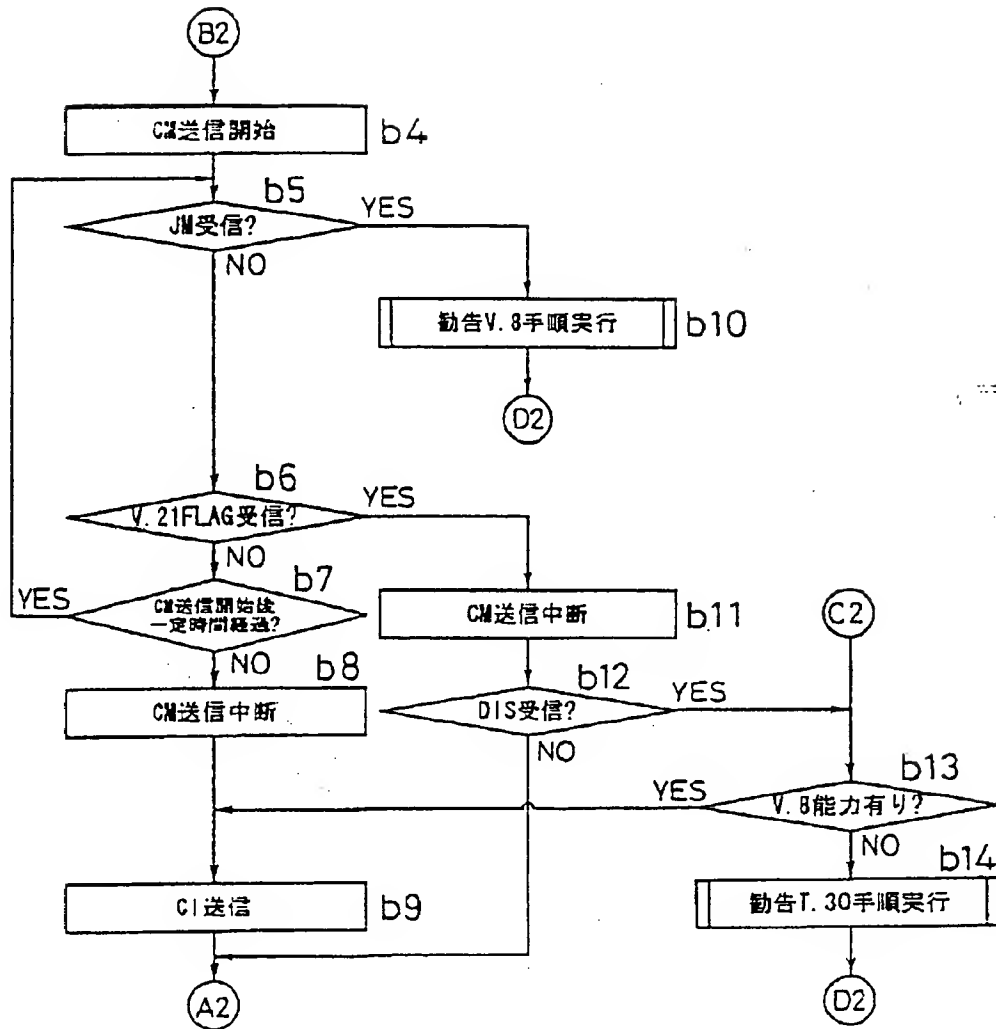 B2
CM送信開始
b4
b5
JM受信?
YES
NO
勧告V.8手順実行
b10
D2
b6
V.21FLAG受信?
YES
NO
b7
YES
CM送信開始後
一定時間経過?
NO
CM送信中断
b11
C2
b8
CM送信中断
b12
DIS受信?
YES
NO
b13
YES
V.8能力有り?
NO
b14
CI送信
b9
勧告T.30手順実行
A2
D2